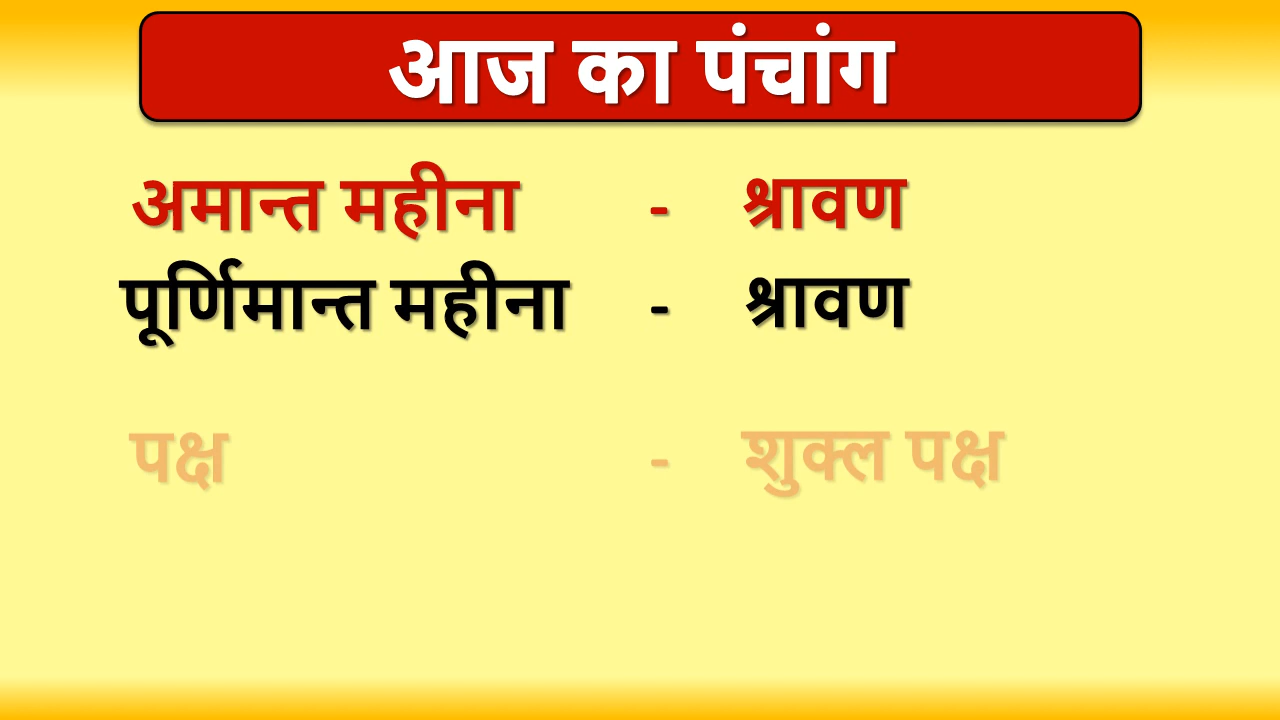 आज का पंचांग
अमान्त महीना - श्रावण
पूर्णिमान्त महीना - श्रावण
पक्ष - शुक्ल पक्ष